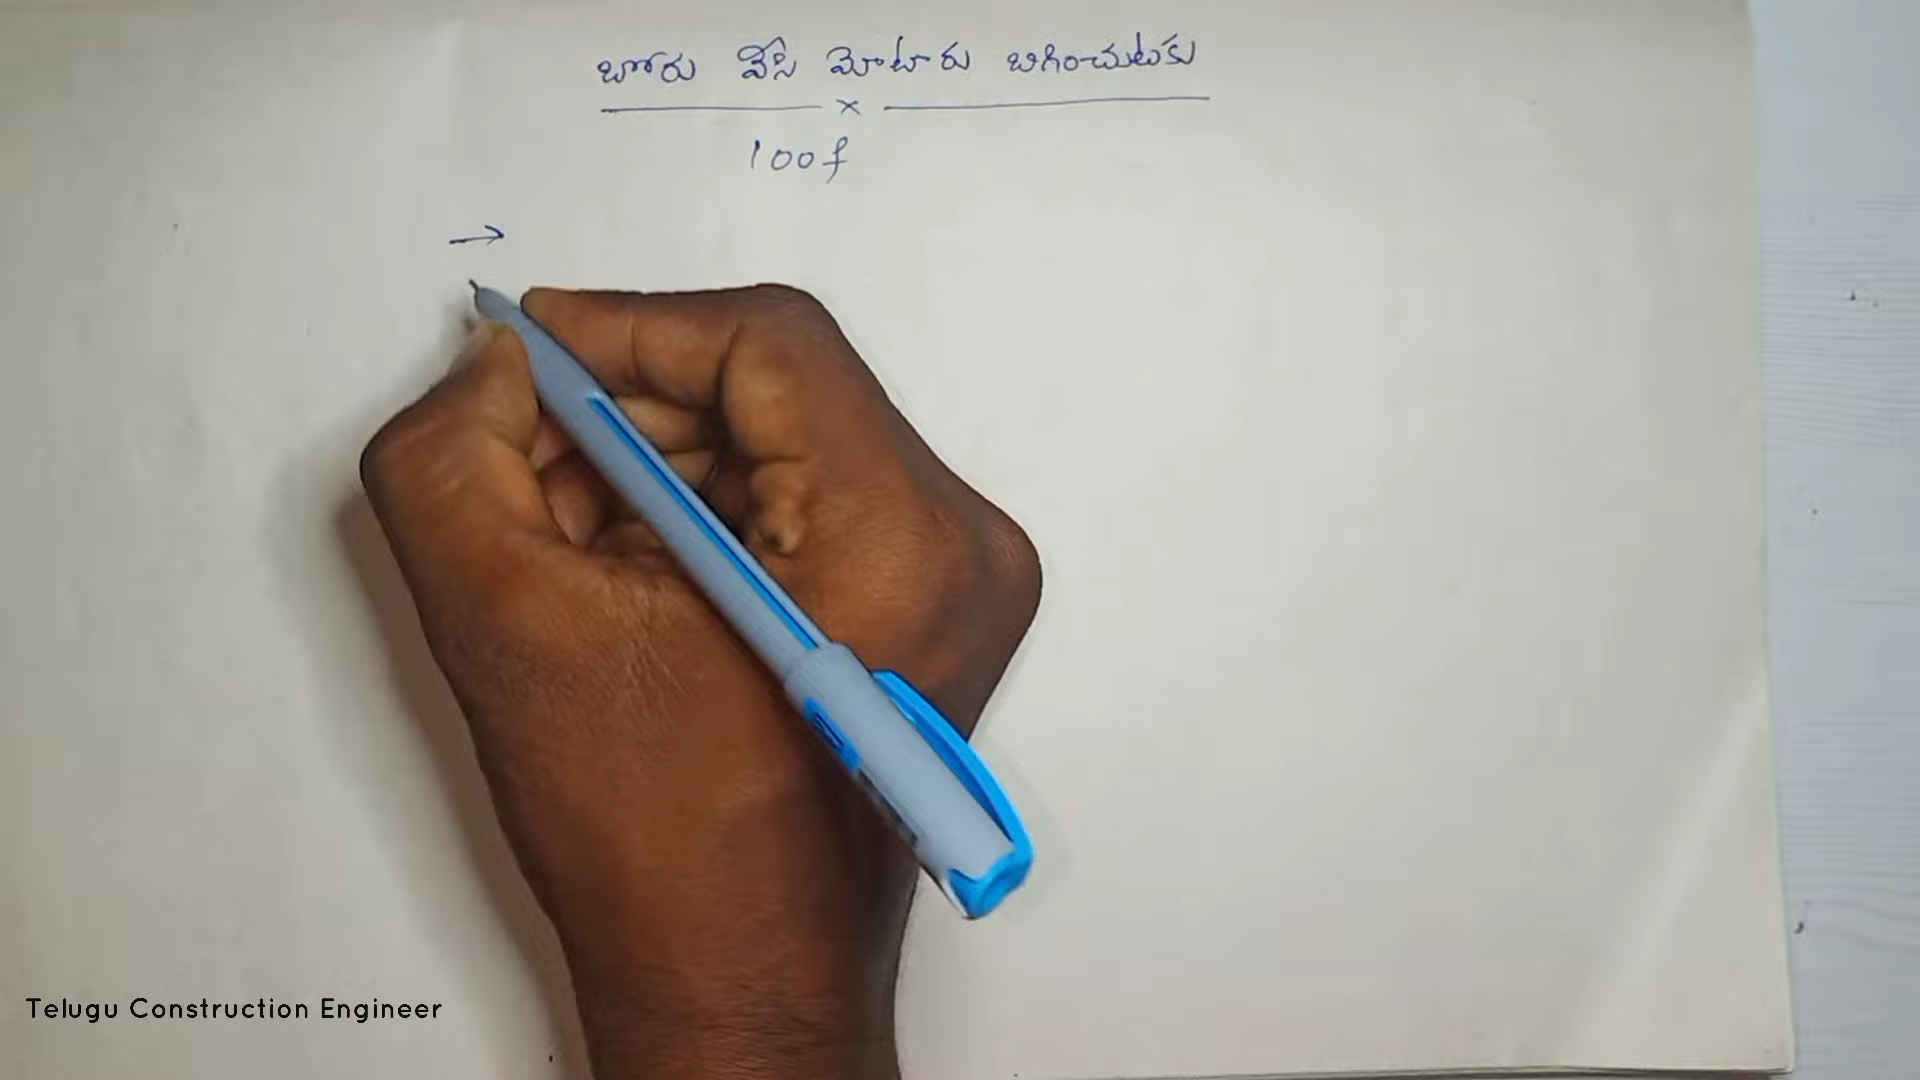 బోరు వేసి మోటారు బిగించుటకు
x
100f
→
Telugu Construction Engineer